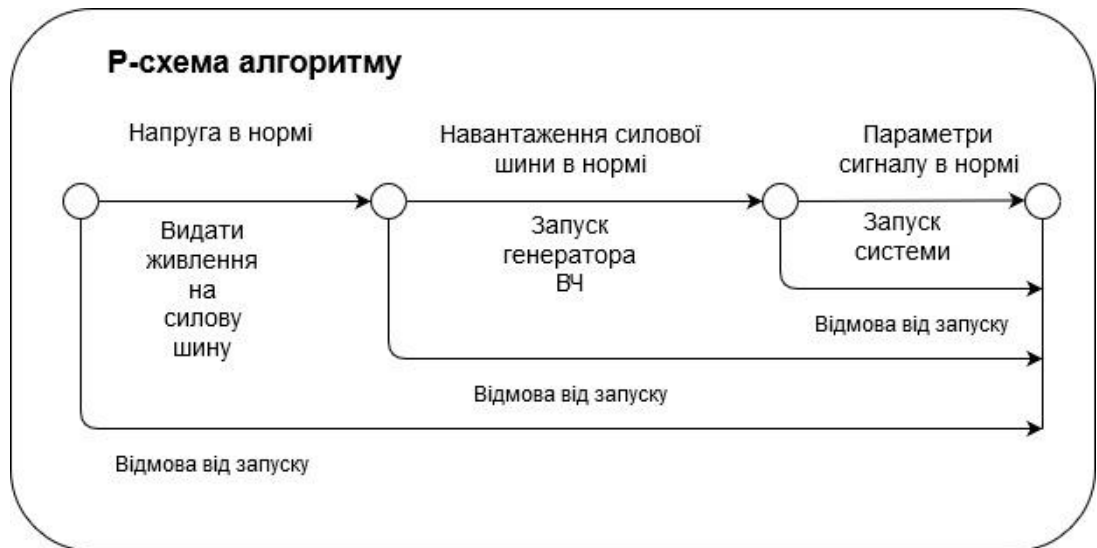 Р-схема алгоритму
Напруга в нормі
Навантаження силової
шини в нормі
Параметри
сигналу в нормі
Видати
живлення
на
силову
шину
Запуск
генератора
ВЧ
Запуск
системи
Відмова від запуску
Відмова від запуску
Відмова від запуску